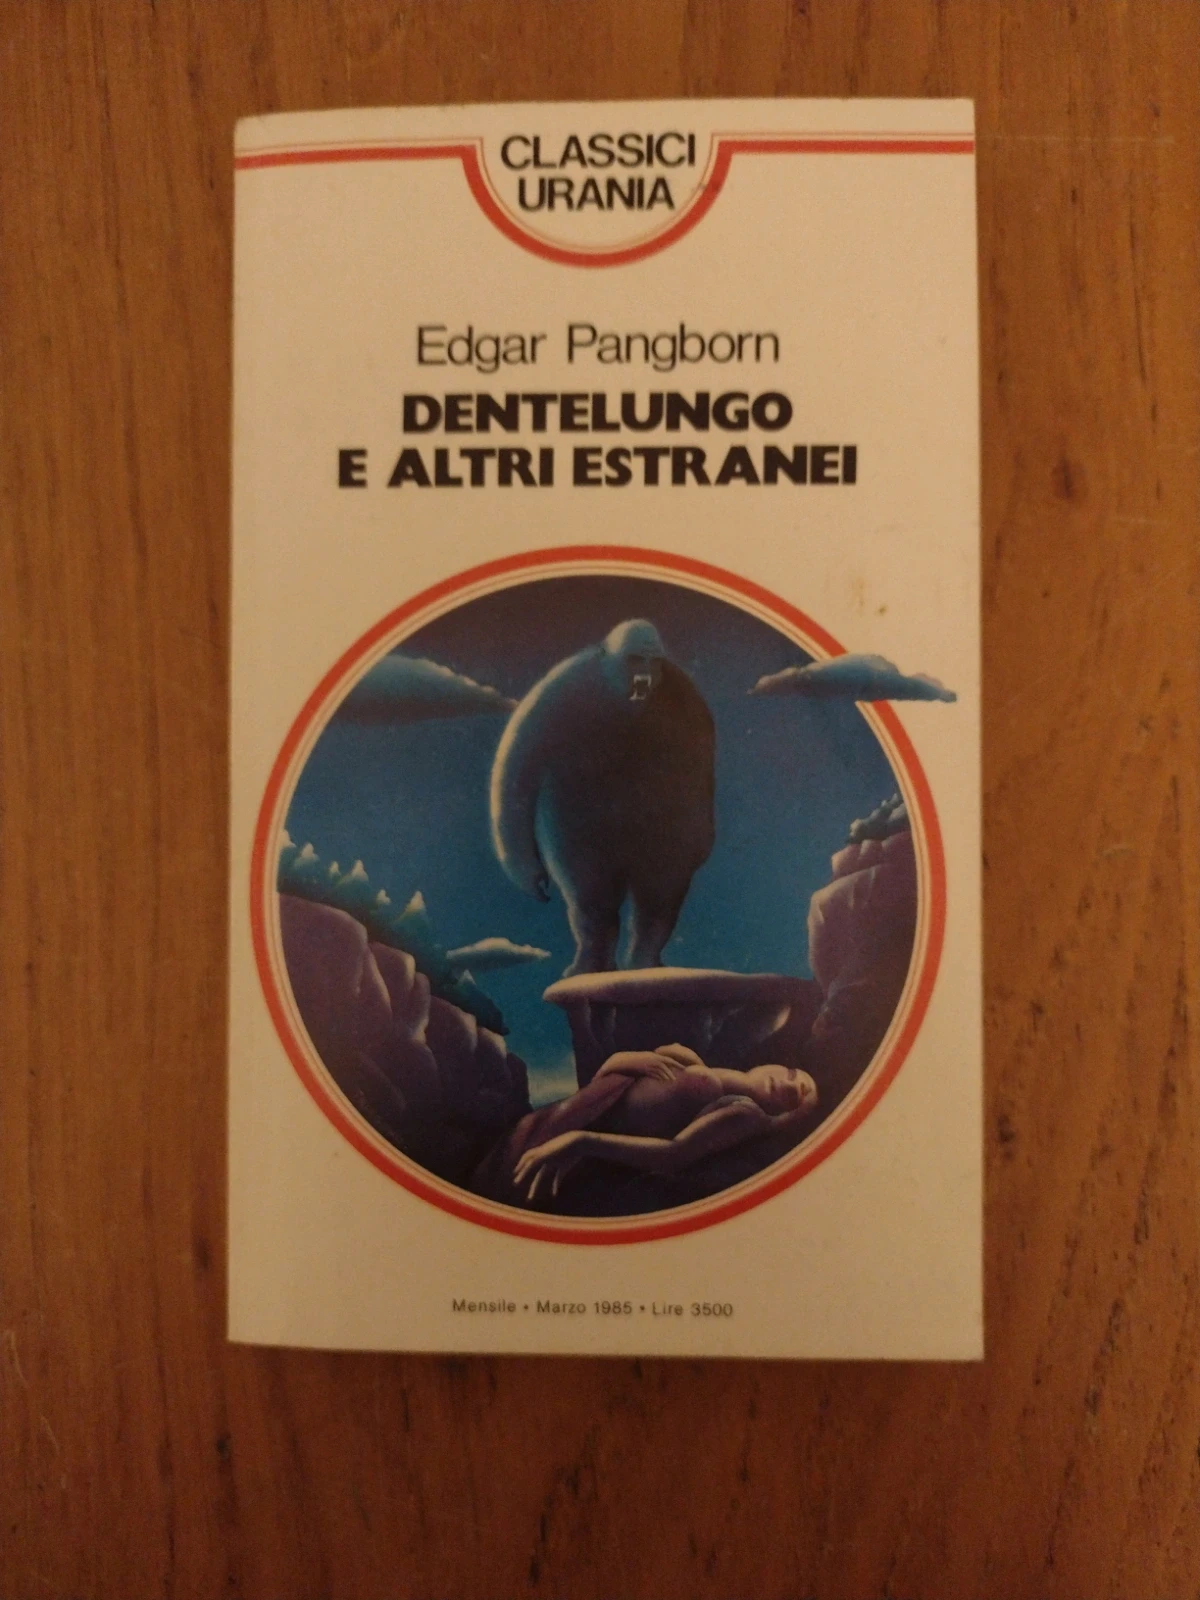 CLASSICI
URANIA
Edgar Pangborn
DENTELUNGO
E ALTRI ESTRANEI
Mensile • Marzo 1985 • Lire 3500